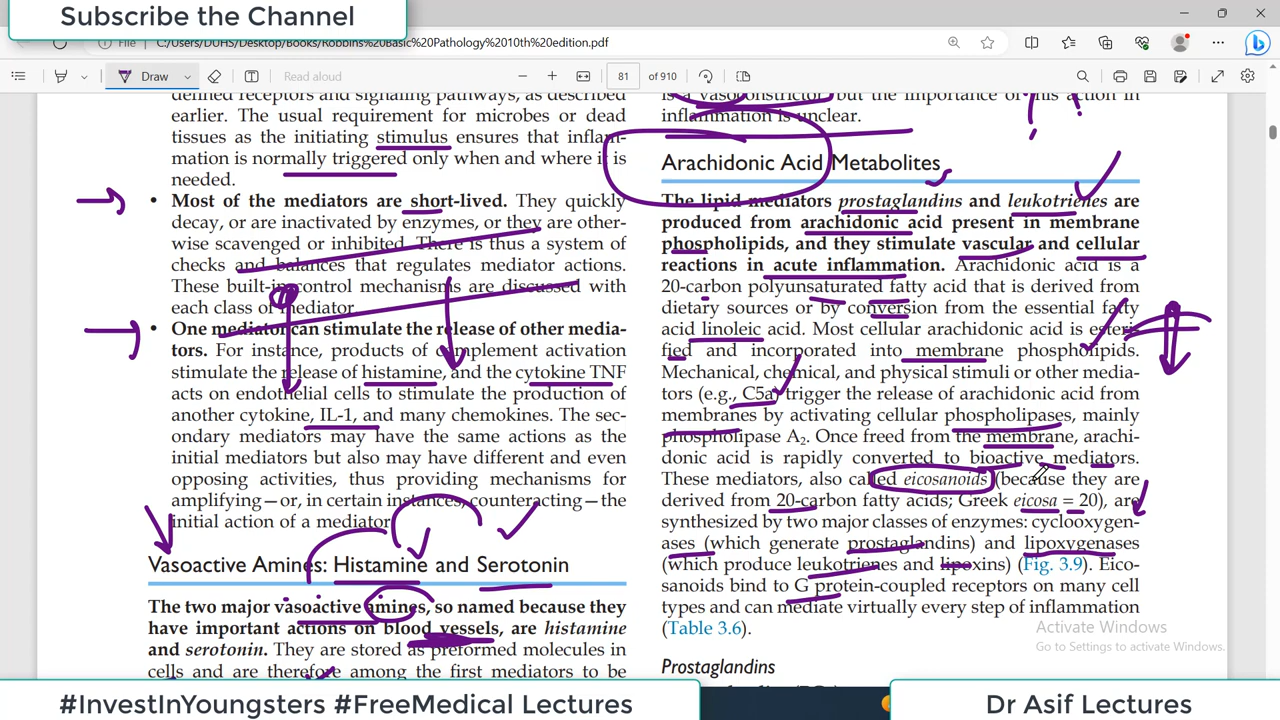 Subscribe the Channel
File
C:/Users/DUHS/Desktop/Books/Robbins%20Basic%20Pathology%2010th%20edition.pdf
Draw
Read aloud
81
of 910
defined receptors and signaling pathways, as described
earlier. The usual requirement for microbes or dead
tissues as the initiating stimulus ensures that inflam-
mation is normally triggered only when and where it is
needed.
• Most of the mediators are short-lived. They quickly
decay, or are inactivated by enzymes, or they are other-
wise scavenged or inhibited. There is thus a system of
checks and balances that regulates mediator actions.
These built-in control mechanisms are discussed with
each class of mediator.
• One mediator can stimulate the release of other media-
tors. For instance, products of complement activation
stimulate the release of histamine, and the cytokine TNF
acts on endothelial cells to stimulate the production of
another cytokine, IL-1, and many chemokines. The sec-
ondary mediators may have the same actions as the
initial mediators but also may have different and even
opposing activities, thus providing mechanisms for
amplifying—or, in certain instances, counteracting—the
initial action of a mediator
Vasoactive Amines: Histamine and Serotonin
The two major vasoactive amines, so named because they
have important actions on blood vessels, are histamine
and serotonin. They are stored as preformed molecules in
cells and are therefore among the first mediators to be
is a vasoconstrictor, but the importance of this action in
inflammation is unclear.
Arachidonic Acid Metabolites
The lipid mediators prostaglandins and leukotrienes are
produced from arachidonic acid present in membrane
phospholipids, and they stimulate vascular and cellular
reactions in acute inflammation. Arachidonic acid is a
20-carbon polyunsaturated fatty acid that is derived from
dietary sources or by conversion from the essential fatty
acid linoleic acid. Most cellular arachidonic acid is esteri-
fied and incorporated into membrane phospholipids.
Mechanical, chemical, and physical stimuli or other media-
tors (e.g., C5a) trigger the release of arachidonic acid from
membranes by activating cellular phospholipases, mainly
phospholipase A2. Once freed from the membrane, arachi-
donic acid is rapidly converted to bioactive mediators.
These mediators, also called eicosanoids (because they are
derived from 20-carbon fatty acids; Greek eicosa = 20), are
synthesized by two major classes of enzymes: cyclooxygen-
ases (which generate prostaglandins) and lipoxygenases
(which produce leukotrienes and lipoxins) (Fig. 3.9). Eico-
sanoids bind to G protein-coupled receptors on many cell
types and can mediate virtually every step of inflammation
(Table 3.6).
Prostaglandins
Activate Windows
Go to Settings to activate Windows.
#InvestInYoungsters #FreeMedical Lectures
Dr Asif Lectures